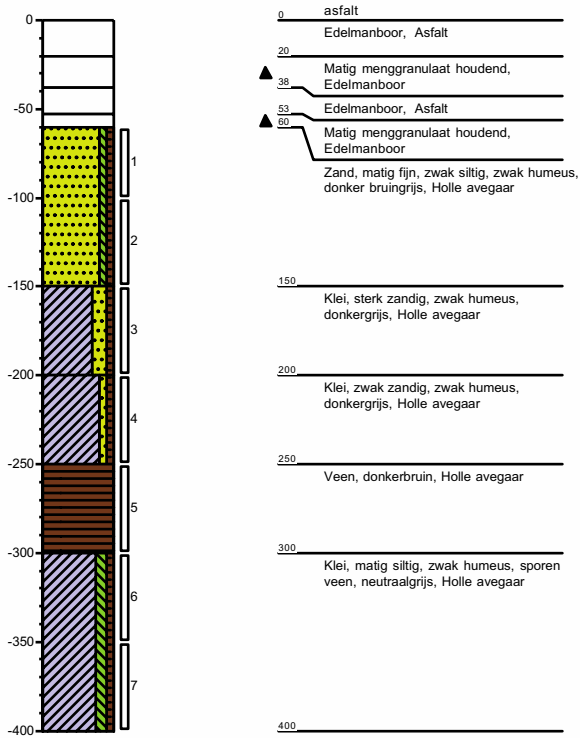 0
-50
-100
-150
-200
-250
-300
-350
-400
1
2
3
4
5
6
7
0 asfalt
Edelmanboor, Asfalt
20
Matig menggranulaat houdend,
38 Edelmanboor
53 Edelmanboor, Asfalt
60
Matig menggranulaat houdend,
Edelmanboor
Zand, matig fijn, zwak siltig, zwak humeus,
donker bruingrijs, Holle avegaar
150
Klei, sterk zandig, zwak humeus,
donkergrijs, Holle avegaar
200
Klei, zwak zandig, zwak humeus,
donkergrijs, Holle avegaar
250
Veen, donkerbruin, Holle avegaar
300
Klei, matig siltig, zwak humeus, sporen
veen, neutraalgrijs, Holle avegaar
400